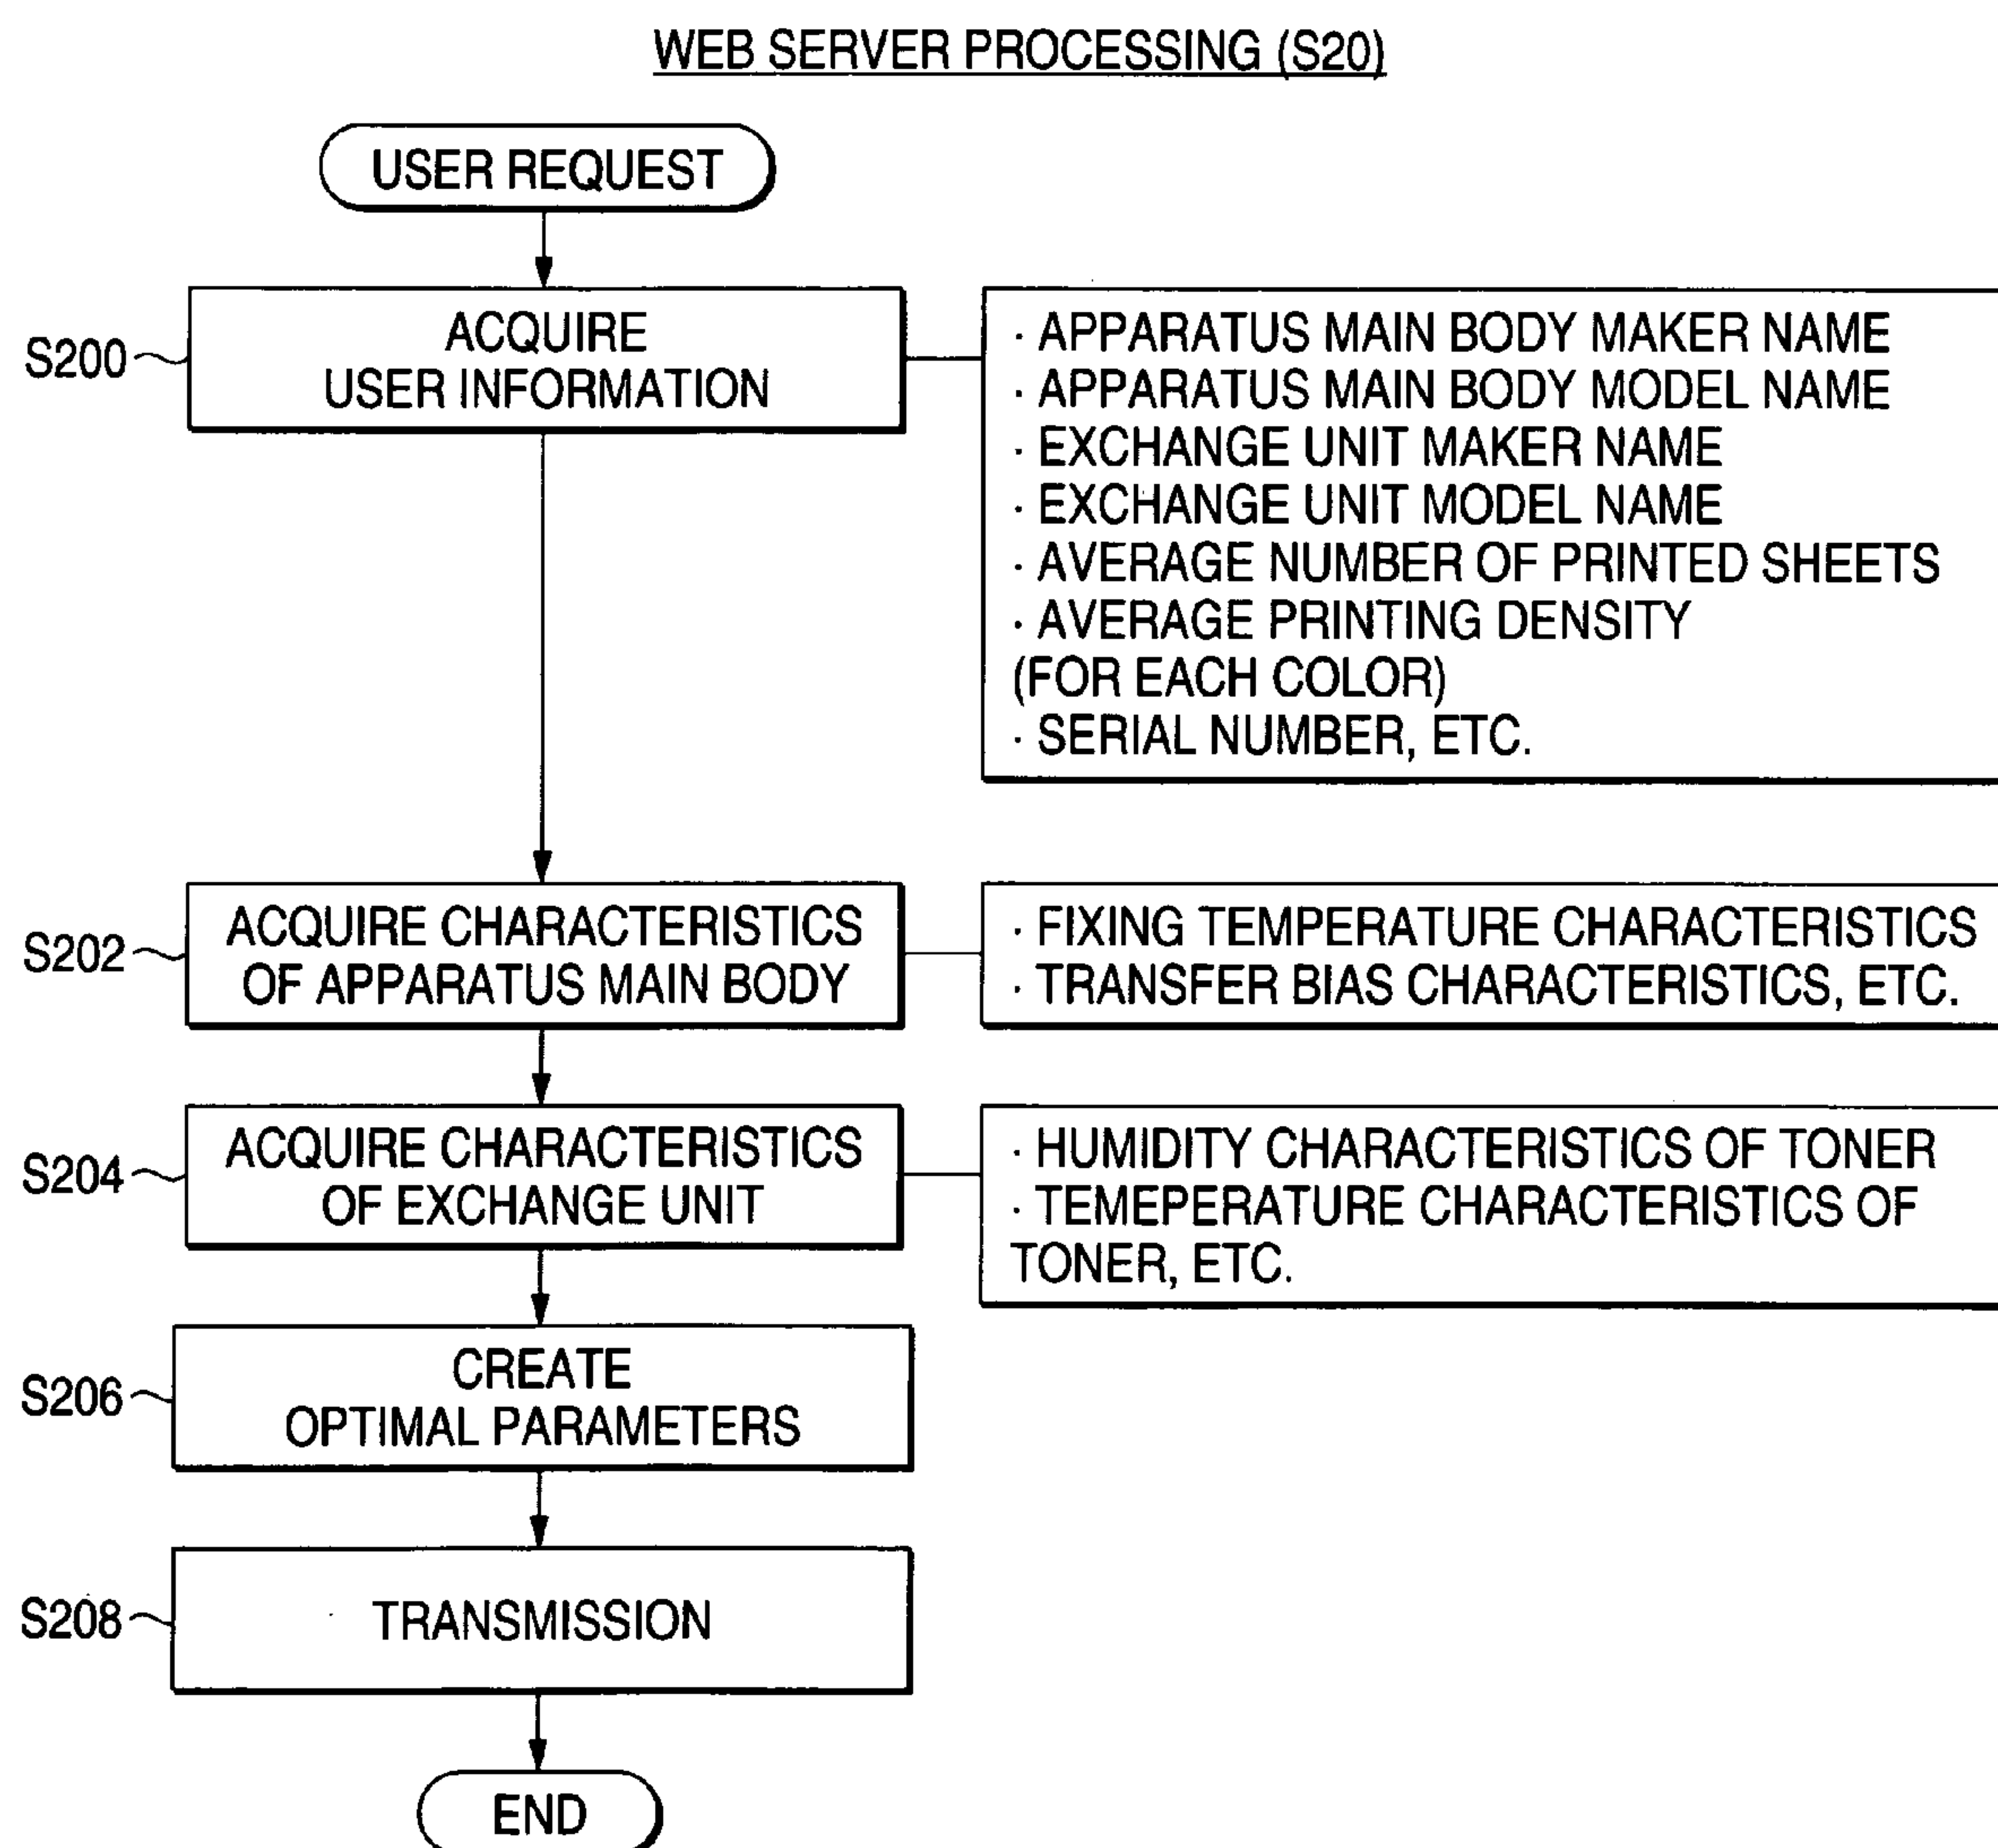 WEB SERVER PROCESSING (S20)
USER REQUEST
S200
ACQUIRE
USER INFORMATION
· APPARATUS MAIN BODY MAKER NAME
· APPARATUS MAIN BODY MODEL NAME
· EXCHANGE UNIT MAKER NAME
· EXCHANGE UNIT MODEL NAME
· AVERAGE NUMBER OF PRINTED SHEETS
· AVERAGE PRINTING DENSITY
(FOR EACH COLOR)
· SERIAL NUMBER, ETC.
S202
ACQUIRE CHARACTERISTICS
OF APPARATUS MAIN BODY
· FIXING TEMPERATURE CHARACTERISTICS
· TRANSFER BIAS CHARACTERISTICS, ETC.
S204
ACQUIRE CHARACTERISTICS
OF EXCHANGE UNIT
· HUMIDITY CHARACTERISTICS OF TONER
· TEMEPERATURE CHARACTERISTICS OF
TONER, ETC.
S206
CREATE
OPTIMAL PARAMETERS
S208
TRANSMISSION
END